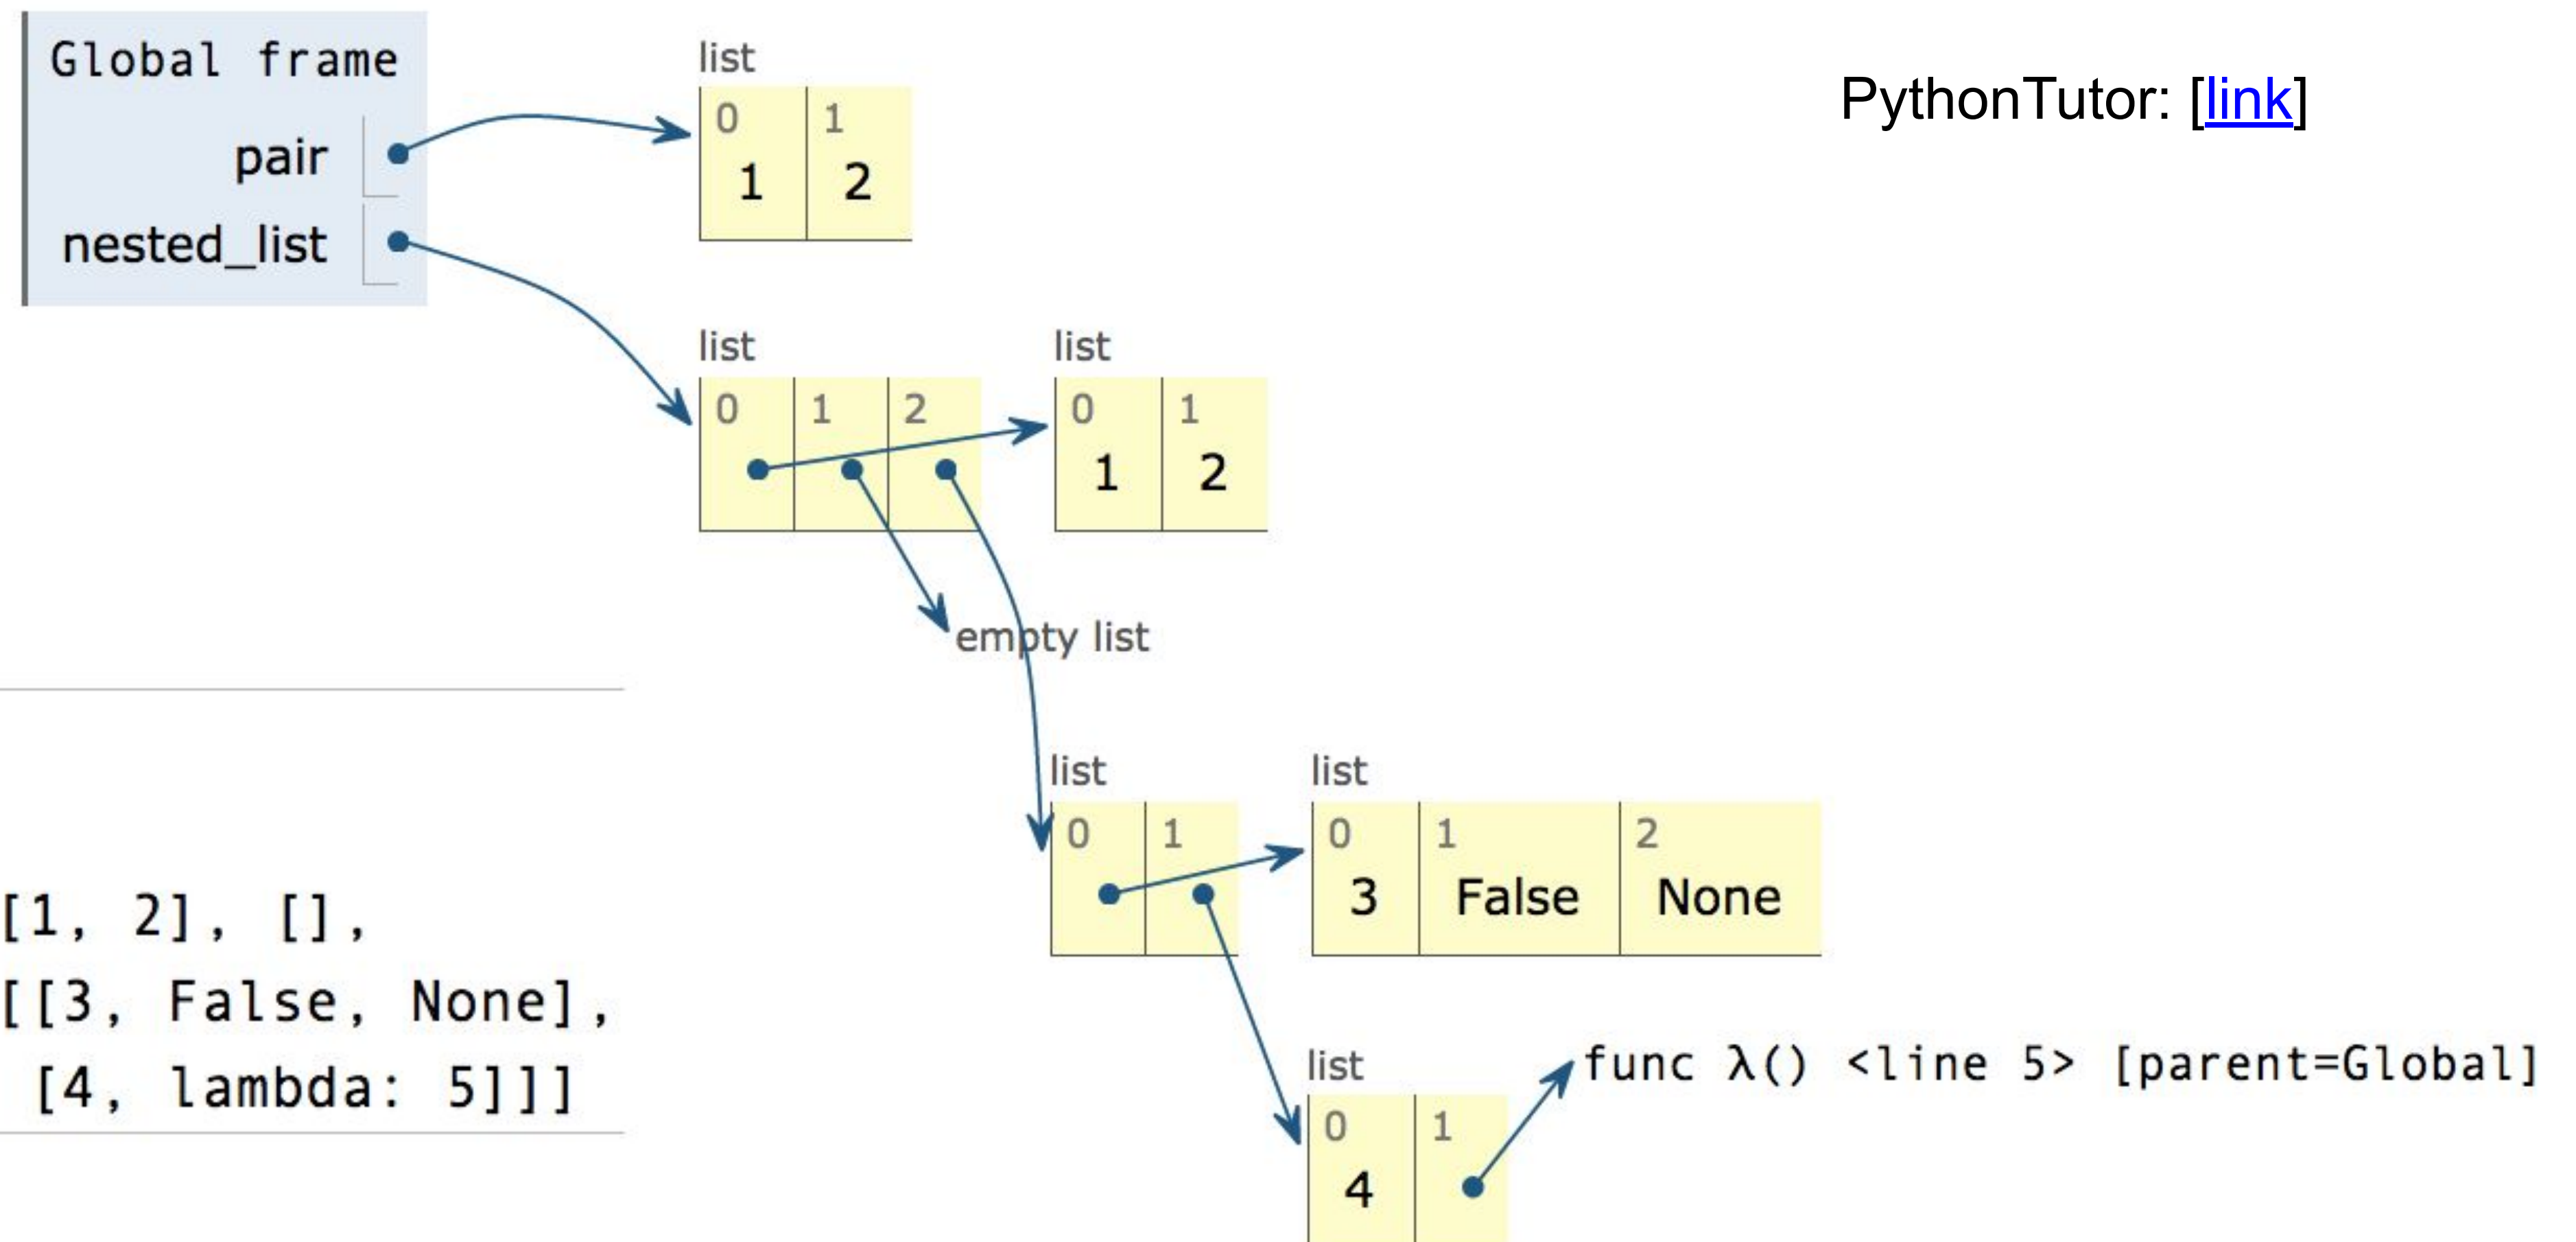 Global frame
pair
nested_list
list
0 1
1 2
PythonTutor: [link]
list
0 1 2
list
0 1
1 2
empty list
list
0 1
list
0 1 2
3 False None
list
0 1
4
func λ() <line 5> [parent=Global]
[1, 2], [],
[[3, False, None],
[4, lambda: 5]]]